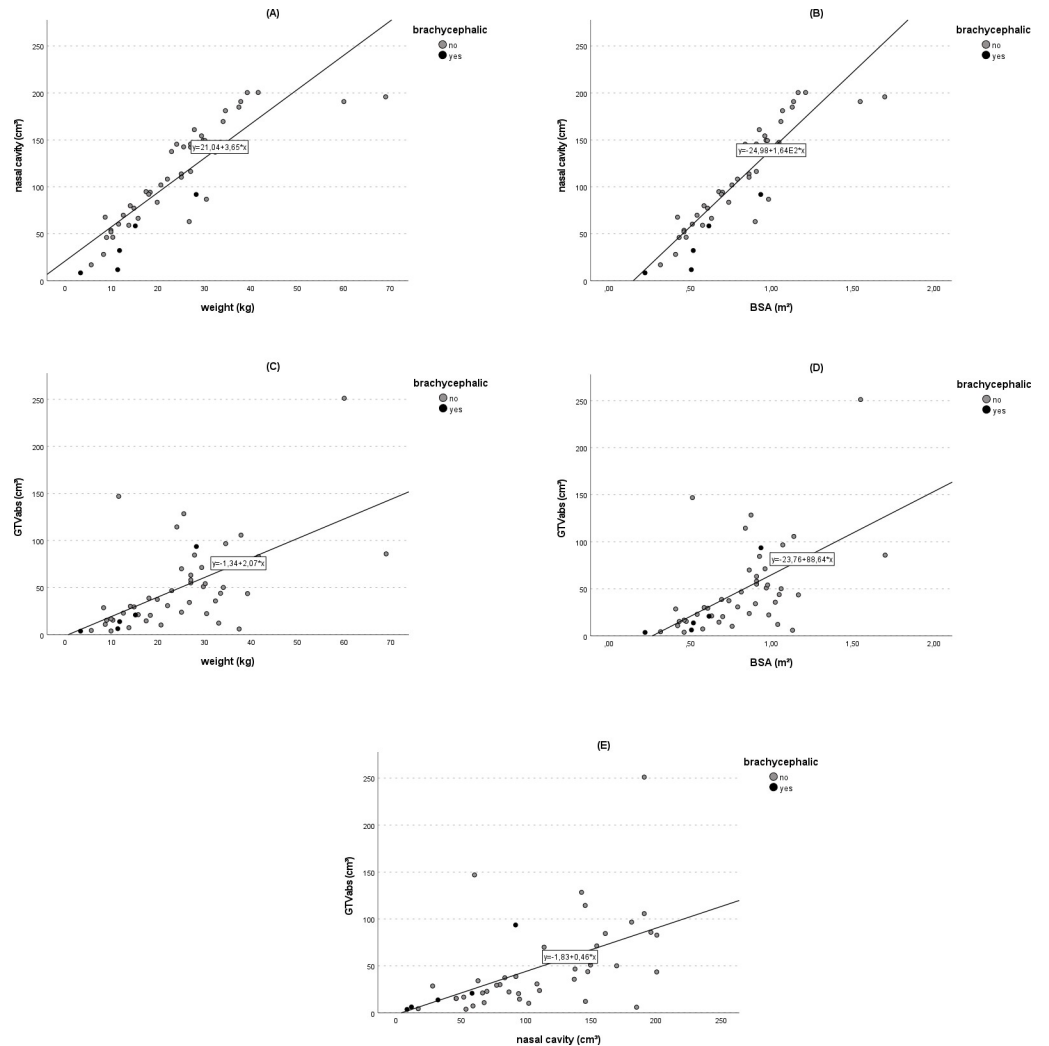 (A)
brachycephalic
no
yes
nasal cavity (cm³)
250
200
150
100
50
0
y=21,04+3,65*x
0 10 20 30 40 50 60 70
weight (kg)
(B)
brachycephalic
no
yes
nasal cavity (cm³)
250
200
150
100
50
0
y=-24,98+1,64E2*x
,00 ,50 1,00 1,50 2,00
BSA (m²)
(C)
brachycephalic
no
yes
GTVabs (cm³)
250
200
150
100
50
0
y=-1,34+2,07*x
0 10 20 30 40 50 60 70
weight (kg)
(D)
brachycephalic
no
yes
GTVabs (cm³)
250
200
150
100
50
0
y=-23,76+88,64*x
,00 ,50 1,00 1,50 2,00
BSA (m²)
(E)
brachycephalic
no
yes
GTVabs (cm³)
250
200
150
100
50
0
y=-1,83+0,46*x
0 50 100 150 200 250
nasal cavity (cm³)